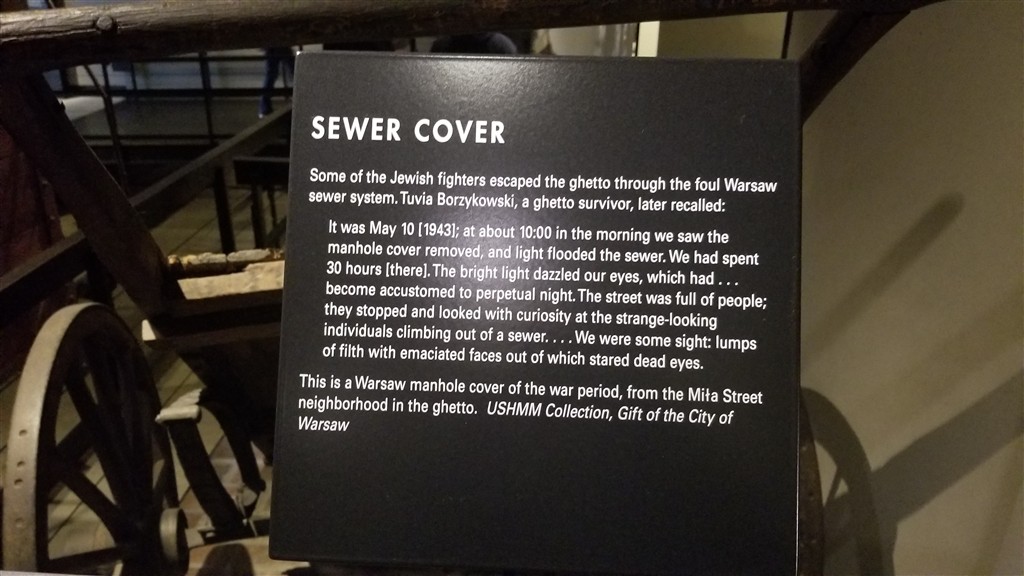 SEWER COVER
Some of the Jewish fighters escaped the ghetto through the foul Warsaw
sewer system. Tuvia Borzykowski, a ghetto survivor, later recalled:
It was May 10 [1943]; at about 10:00 in the morning we saw the
manhole cover removed, and light flooded the sewer. We had spent
30 hours [there]. The bright light dazzled our eyes, which had . . .
become accustomed to perpetual night. The street was full of people;
they stopped and looked with curiosity at the strange-looking
individuals climbing out of a sewer. . . . We were some sight: lumps
of filth with emaciated faces out of which stared dead eyes.
This is a Warsaw manhole cover of the war period, from the Miła Street
neighborhood in the ghetto. USHMM Collection, Gift of the City of
Warsaw